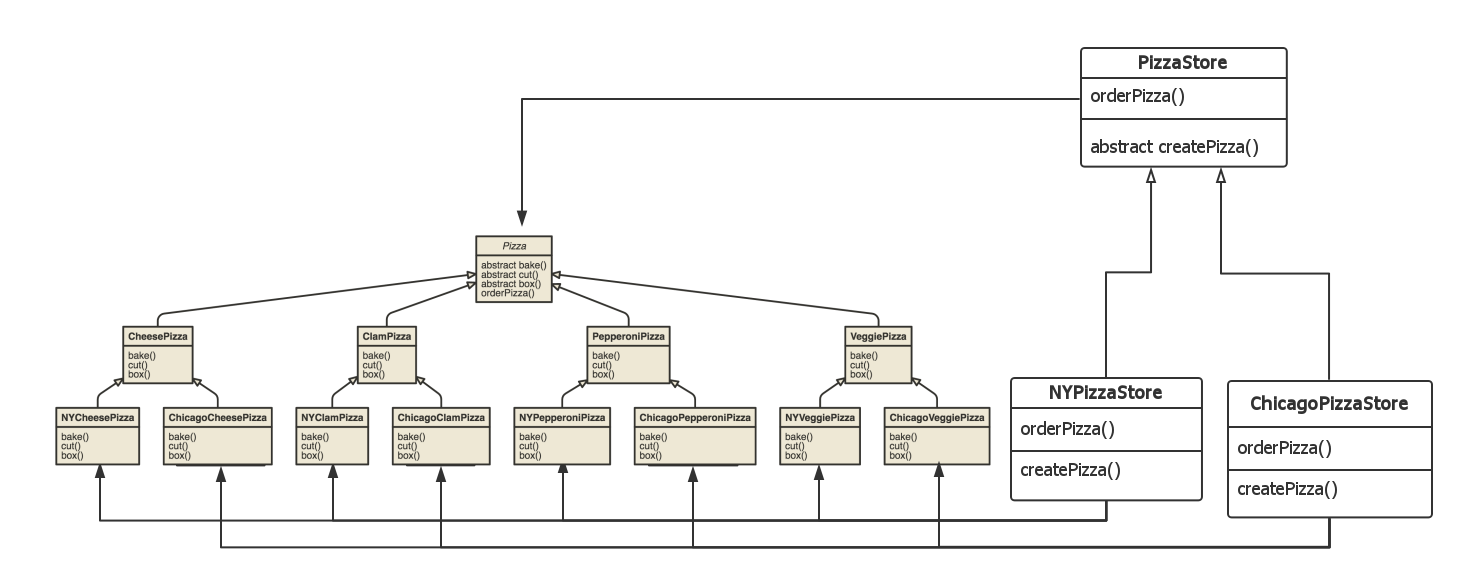 PizzaStore
orderPizza()
abstract createPizza()
Pizza
abstract bake()
abstract cut()
abstract box()
orderPizza()
CheesePizza
bake()
cut()
box()
ClamPizza
bake()
cut()
box()
PepperoniPizza
bake()
cut()
box()
VeggiePizza
bake()
cut()
box()
NYCheesePizza
bake()
cut()
box()
ChicagoCheesePizza
bake()
cut()
box()
NYClamPizza
bake()
cut()
box()
ChicagoClamPizza
bake()
cut()
box()
NYPepperoniPizza
bake()
cut()
box()
ChicagoPepperoniPizza
bake()
cut()
box()
NYVeggiePizza
bake()
cut()
box()
ChicagoVeggiePizza
bake()
cut()
box()
NYPizzaStore
orderPizza()
createPizza()
ChicagoPizzaStore
orderPizza()
createPizza()